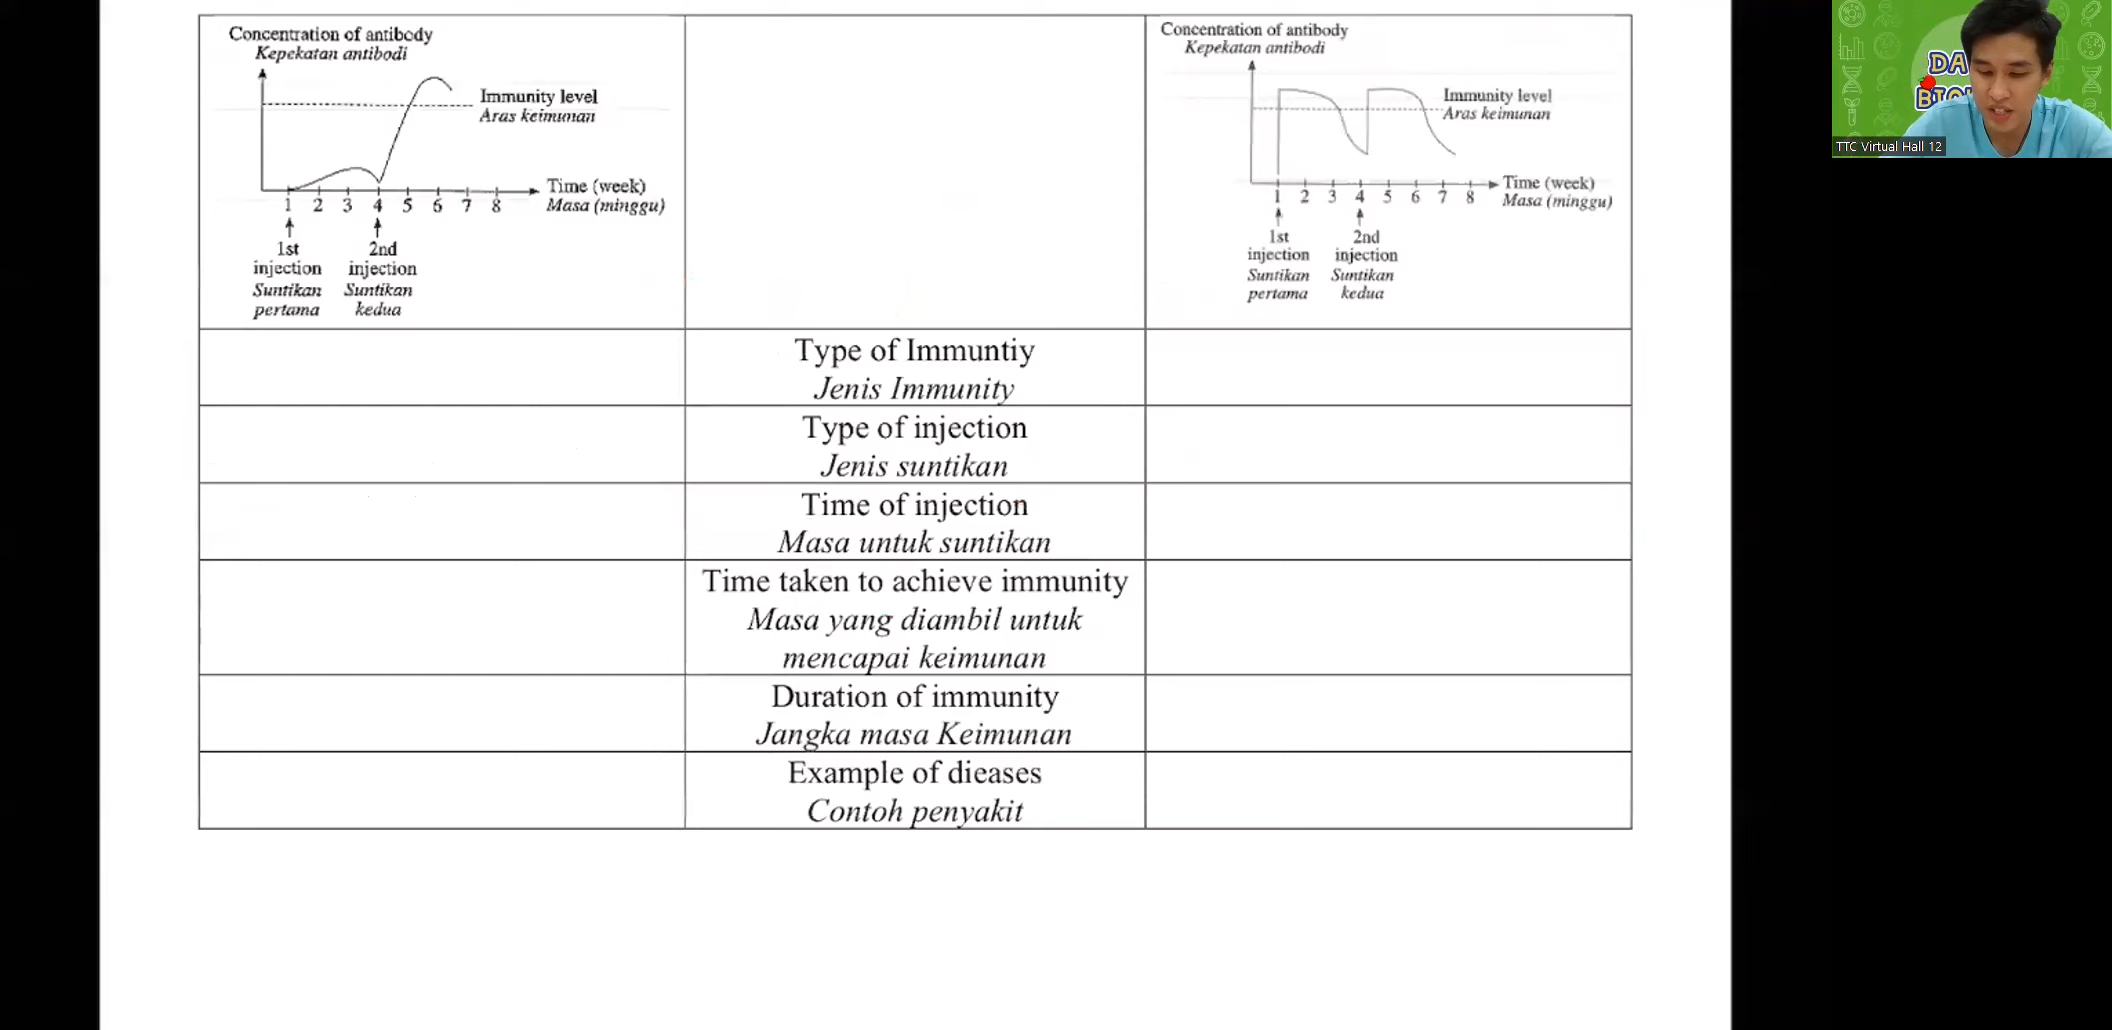 Concentration of antibody
Kepekatan antibodi
Immunity level
Aras keimunan
Time (week)
Masa (minggu)
1 2 3 4 5 6 7 8
1st
injection
Suntikan
pertama
2nd
injection
Suntikan
kedua
Concentration of antibody
Kepekatan antibodi
Immunity level
Aras keimunan
Time (week)
Masa (minggu)
1 2 3 4 5 6 7 8
1st
injection
Suntikan
pertama
2nd
injection
Suntikan
kedua
Type of Immuntiy
Jenis Immunity
Type of injection
Jenis suntikan
Time of injection
Masa untuk suntikan
Time taken to achieve immunity
Masa yang diambil untuk
mencapai keimunan
Duration of immunity
Jangka masa Keimunan
Example of dieases
Contoh penyakit
DA
TTC Virtual Hall 12